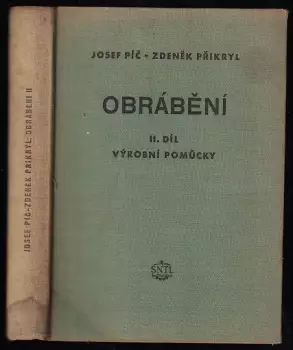 JOSEF PÍČ-ZDENĚK PŘIKRYL: OBRÁBĚNÍ II
JOSEF PÍČ - ZDENĚK PŘIKRYL
OBRÁBĚNÍ
II. DÍL
VÝROBNÍ POMŮCKY
SNTL